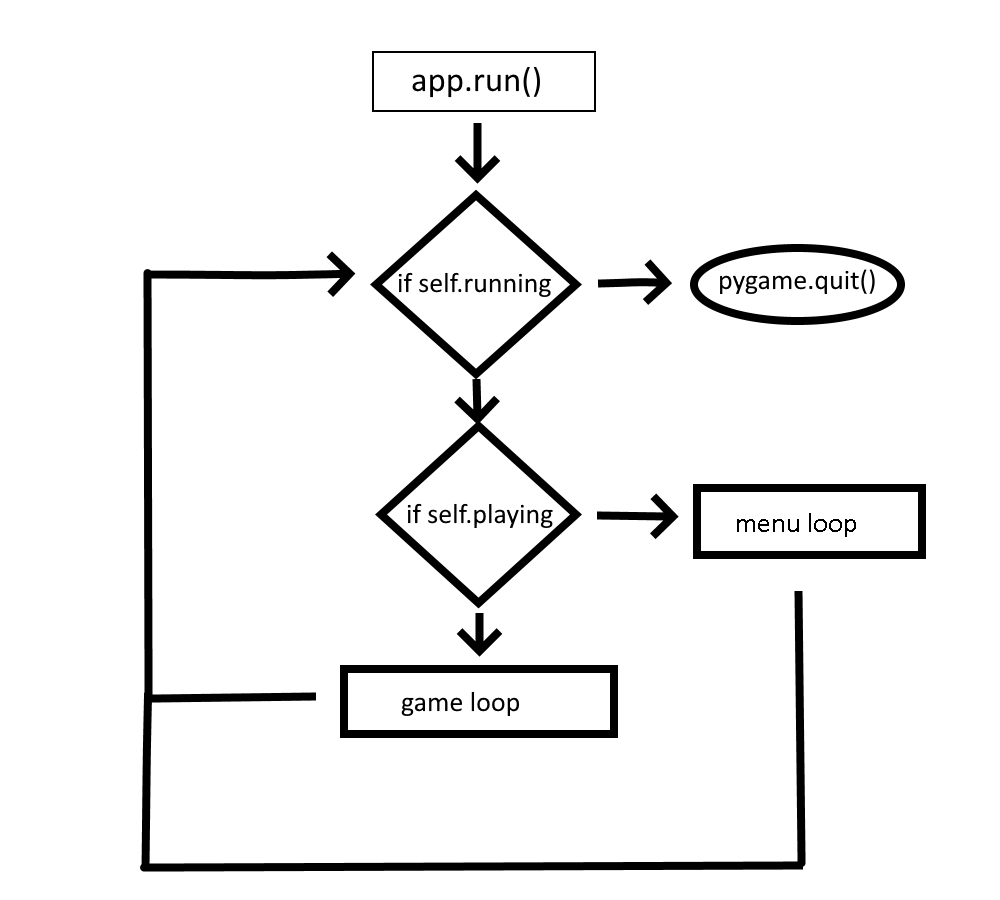 app.run()
if self.running
pygame.quit()
if self.playing
menu loop
game loop